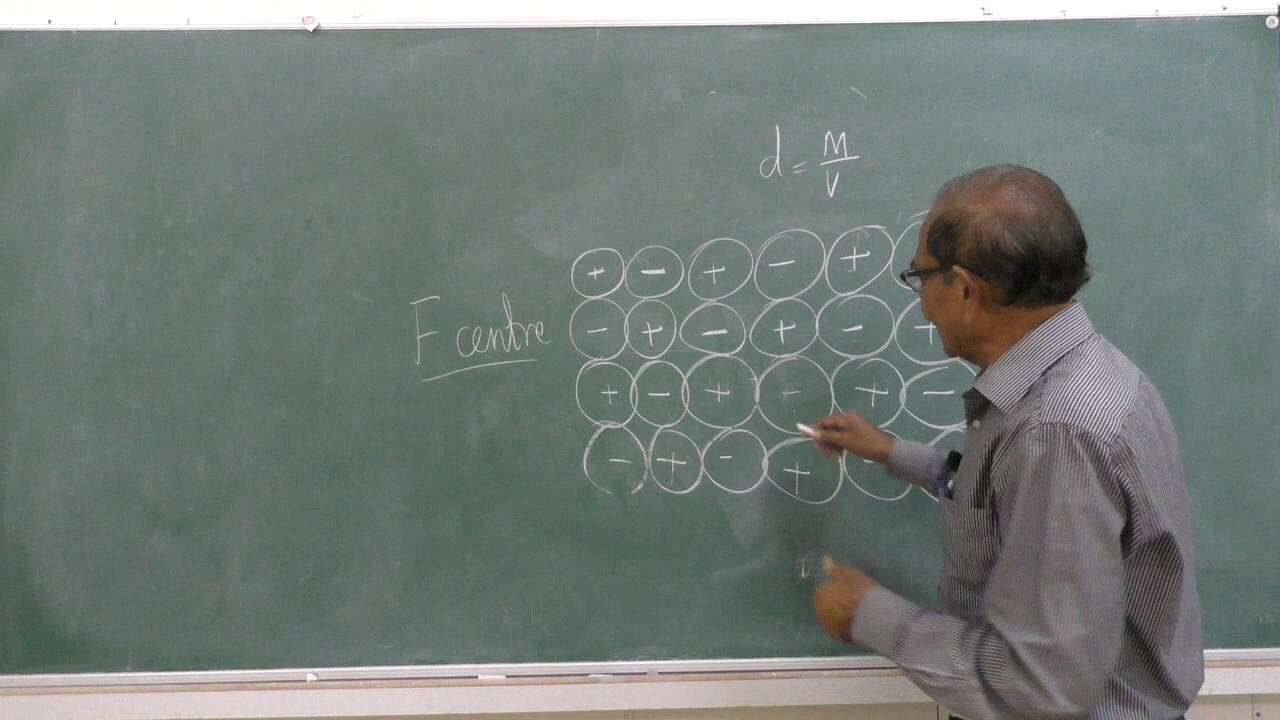 d = M/V
+ - + - +
F centre
- + - + - +
+ - + - + -
- + - + -